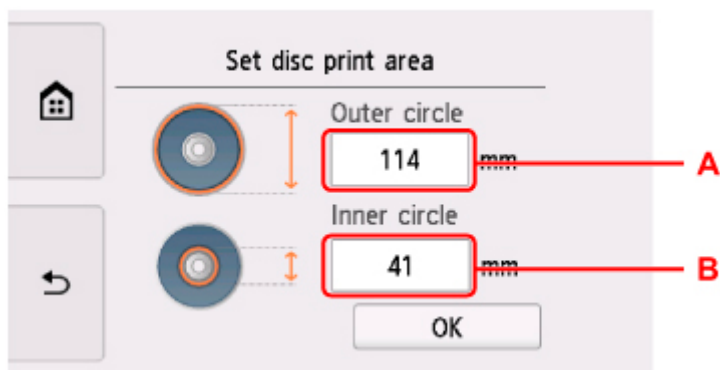 Set disc print area
Outer circle
114 mm
A
Inner circle
41 mm
B
OK